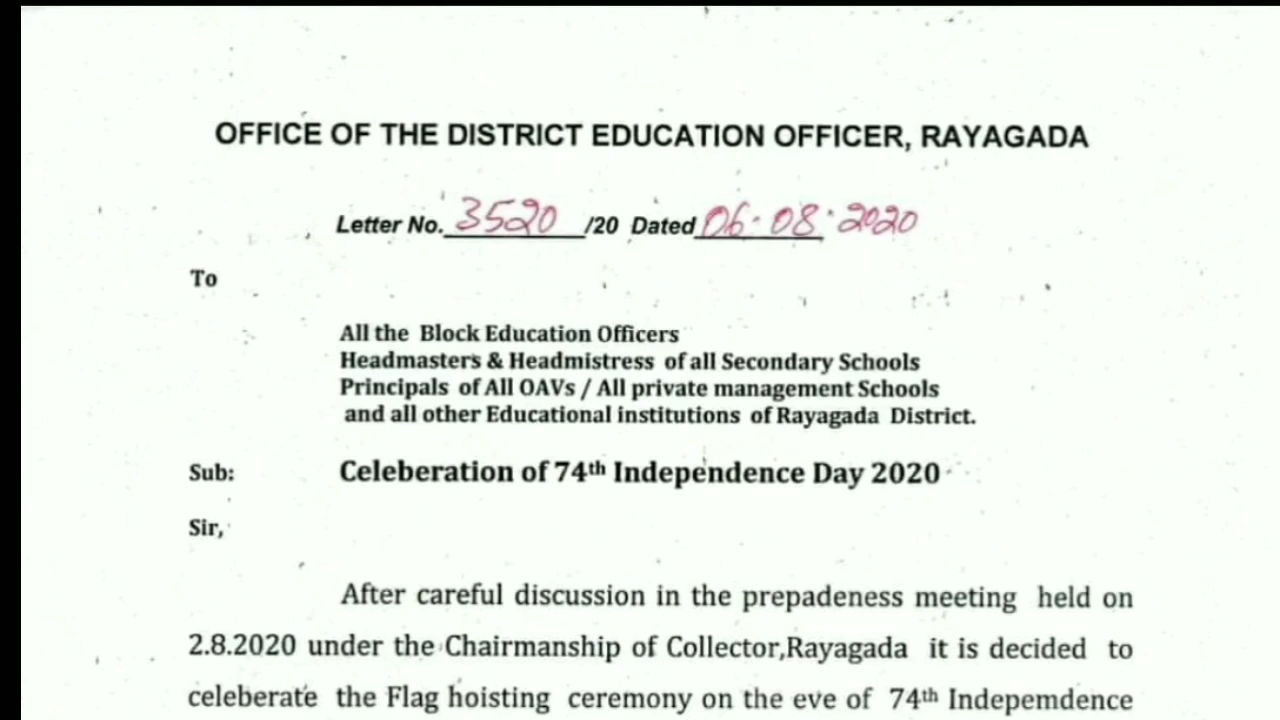 OFFICE OF THE DISTRICT EDUCATION OFFICER, RAYAGADA
Letter No. 3520 /20 Dated 06.08.2020
To
All the Block Education Officers
Headmasters & Headmistress of all Secondary Schools
Principals of All OAVs / All private management Schools
and all other Educational institutions of Rayagada District.
Sub: Celeberation of 74th Independence Day 2020
Sir,
After careful discussion in the prepadeness meeting held on
2.8.2020 under the Chairmanship of Collector,Rayagada it is decided to
celeberate the Flag hoisting ceremony on the eve of 74th Indepemdence